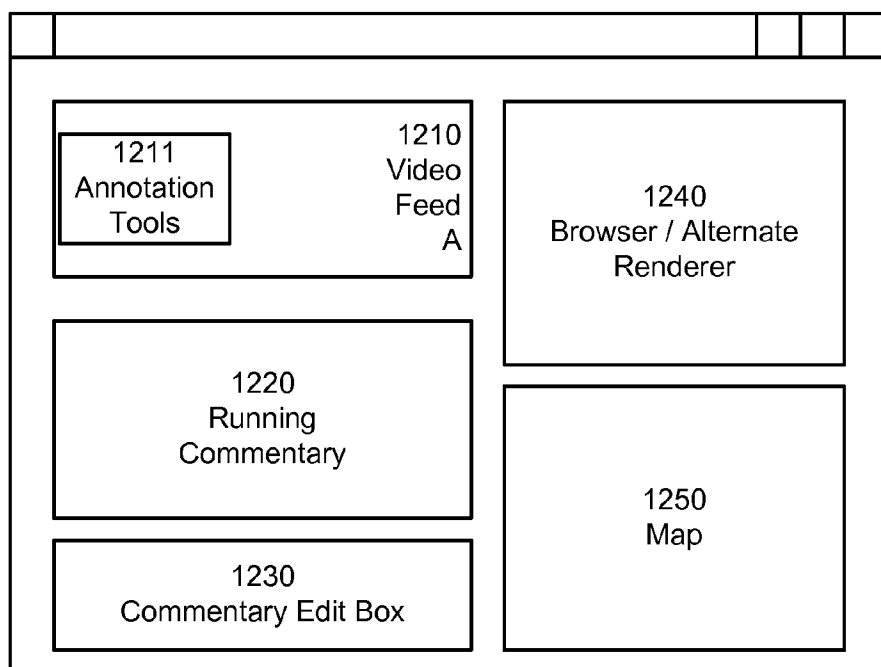 1211
Annotation
Tools
1210
Video
Feed
A
1220
Running
Commentary
1230
Commentary Edit Box
1240
Browser / Alternate
Renderer
1250
Map